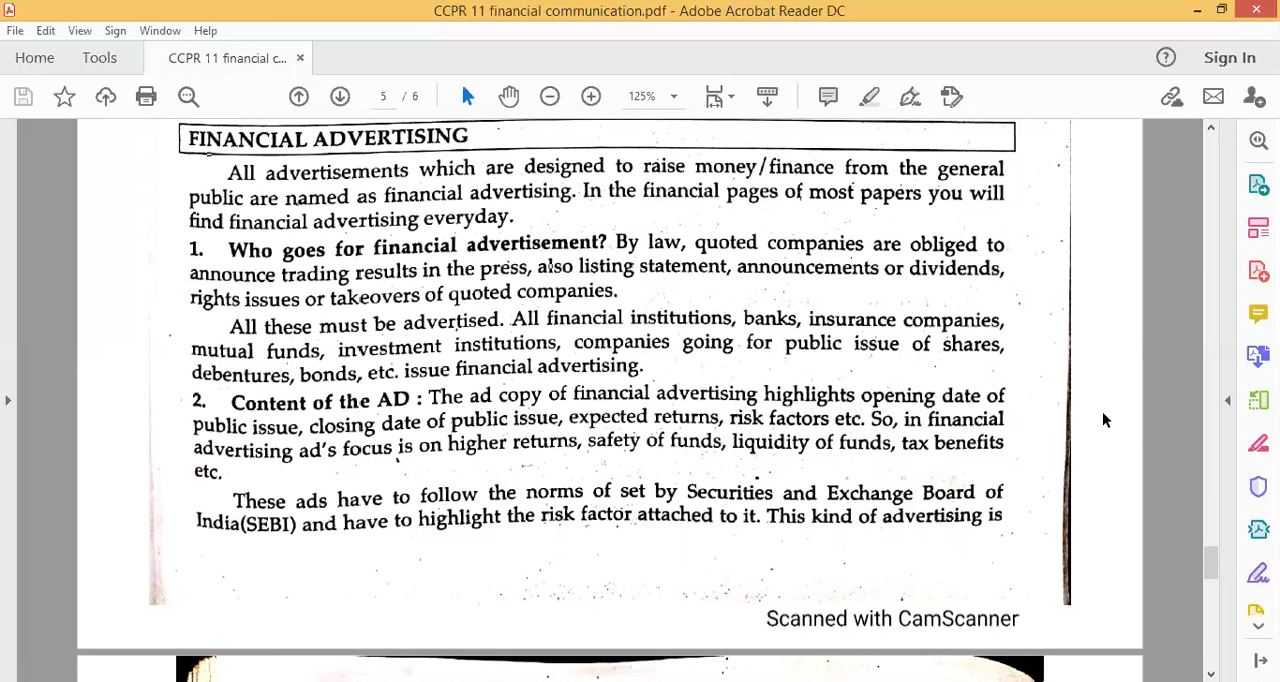 CCPR 11 financial communication.pdf - Adobe Acrobat Reader DC
File Edit View Sign Window Help
Home Tools CCPR 11 financial c... Sign In
5 / 6 125%
FINANCIAL ADVERTISING
All advertisements which are designed to raise money/finance from the general
public are named as financial advertising. In the financial pages of most papers you will
find financial advertising everyday.
1. Who goes for financial advertisement? By law, quoted companies are obliged to
announce trading results in the press, also listing statement, announcements or dividends,
rights issues or takeovers of quoted companies.
All these must be advertised. All financial institutions, banks, insurance companies,
mutual funds, investment institutions, companies going for public issue of shares,
debentures, bonds, etc. issue financial advertising.
2. Content of the AD : The ad copy of financial advertising highlights opening date of
public issue, closing date of public issue, expected returns, risk factors etc. So, in financial
advertising ad's focus is on higher returns, safety of funds, liquidity of funds, tax benefits
etc.
These ads have to follow the norms of set by Securities and Exchange Board of
India(SEBI) and have to highlight the risk factor attached to it. This kind of advertising is
Scanned with CamScanner